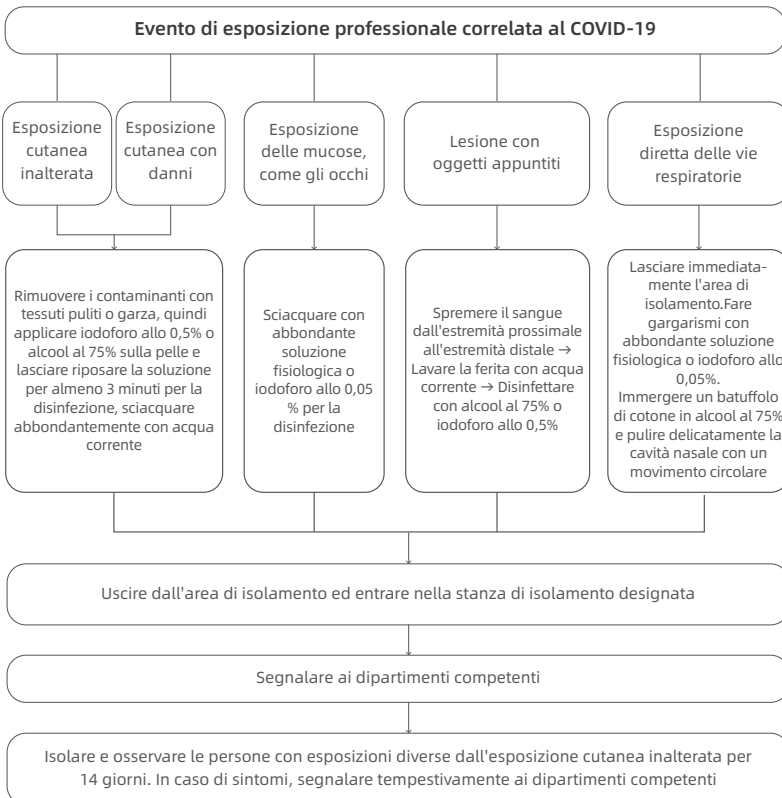 Evento di esposizione professionale correlata al COVID-19
Esposizione
cutanea
inalterata
Esposizione
cutanea con
danni
Esposizione
delle mucose,
come gli occhi
Lesione con
oggetti appuntiti
Esposizione
diretta delle vie
respiratorie
Rimuovere i contaminanti con
tessuti puliti o garza, quindi
applicare iodoforo allo 0,5% o
alcool al 75% sulla pelle e
lasciare riposare la soluzione
per almeno 3 minuti per la
disinfezione, sciacquare
abbondantemente con acqua
corrente
Sciacquare con
abbondante
soluzione
fisiologica o
iodoforo allo 0,05
% per la
disinfezione
Spremere il sangue
dall'estremità prossimale
all'estremità distale →
Lavare la ferita con acqua
corrente → Disinfettare
con alcool al 75% o
iodoforo allo 0,5%
Lasciare immediata-
mente l'area di
isolamento.Fare
gargarismi con
abbondante soluzione
fisiologica o iodoforo allo
0,05%.
Immergere un batuffolo
di cotone in alcool al 75%
e pulire delicatamente la
cavità nasale con un
movimento circolare
Uscire dall'area di isolamento ed entrare nella stanza di isolamento designata
Segnalare ai dipartimenti competenti
Isolare e osservare le persone con esposizioni diverse dall'esposizione cutanea inalterata per
14 giorni. In caso di sintomi, segnalare tempestivamente ai dipartimenti competenti